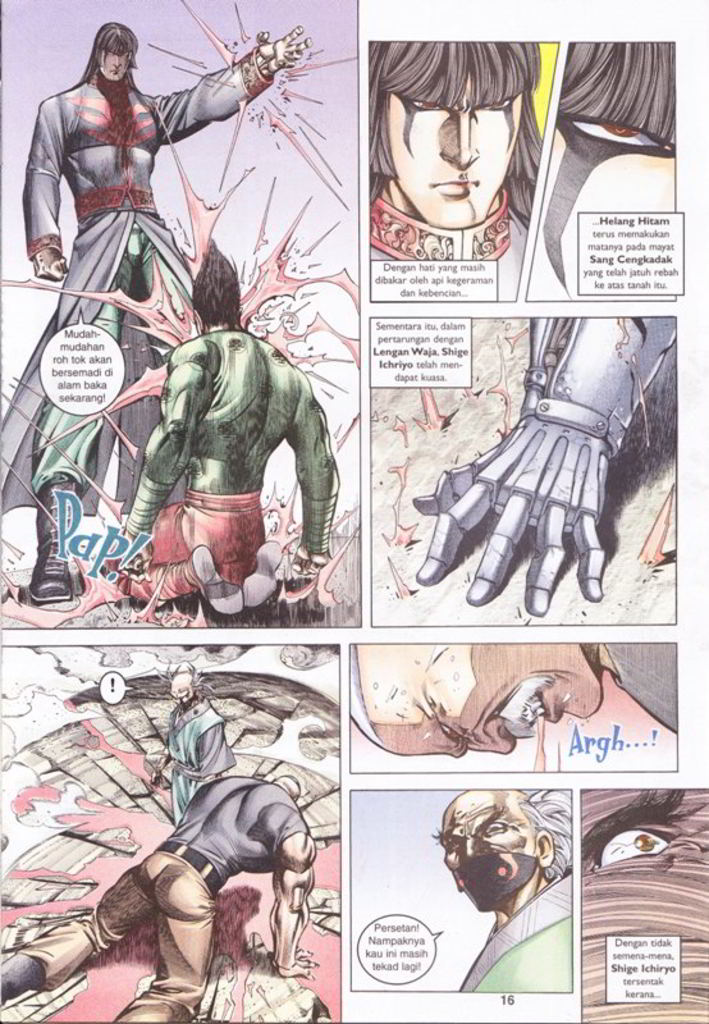 Mudah-
mudahan
roh tok akan
bersemadi di
alam baka
sekarang!
Pap!
Dengan hati yang masih
dibakar oleh api kegeraman
dan kebencian...
...Helang Hitam
terus memakukan
matanya pada mayat
Sang Cengkadak
yang telah jatuh rebah
ke atas tanah itu.
Sementara itu, dalam
pertarungan dengan
Lengan Waja, Shige
Ichriyo telah men-
dapat kuasa.
!
Argh...!
Persetan!
Nampaknya
kau ini masih
tekad lagi!
Dengan tidak
semena-mena,
Shige Ichiryo
tersentak
kerana...
16